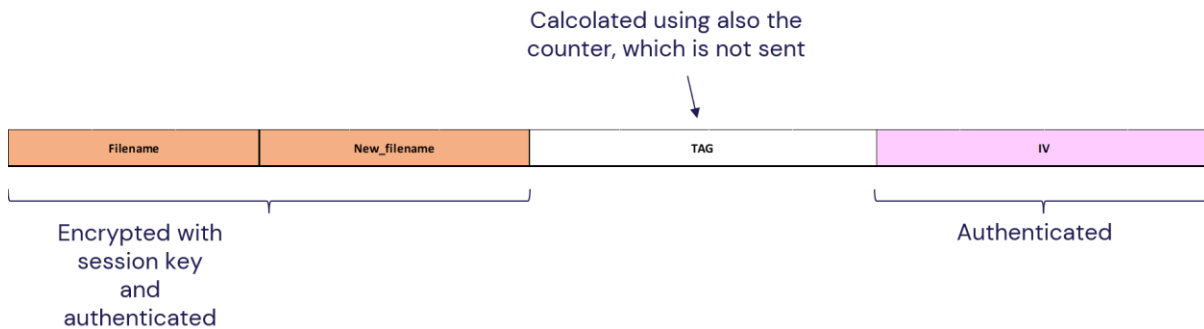 Calcolated using also the
counter, which is not sent
Filename New_filename TAG IV
Encrypted with
session key
and
authenticated
Authenticated